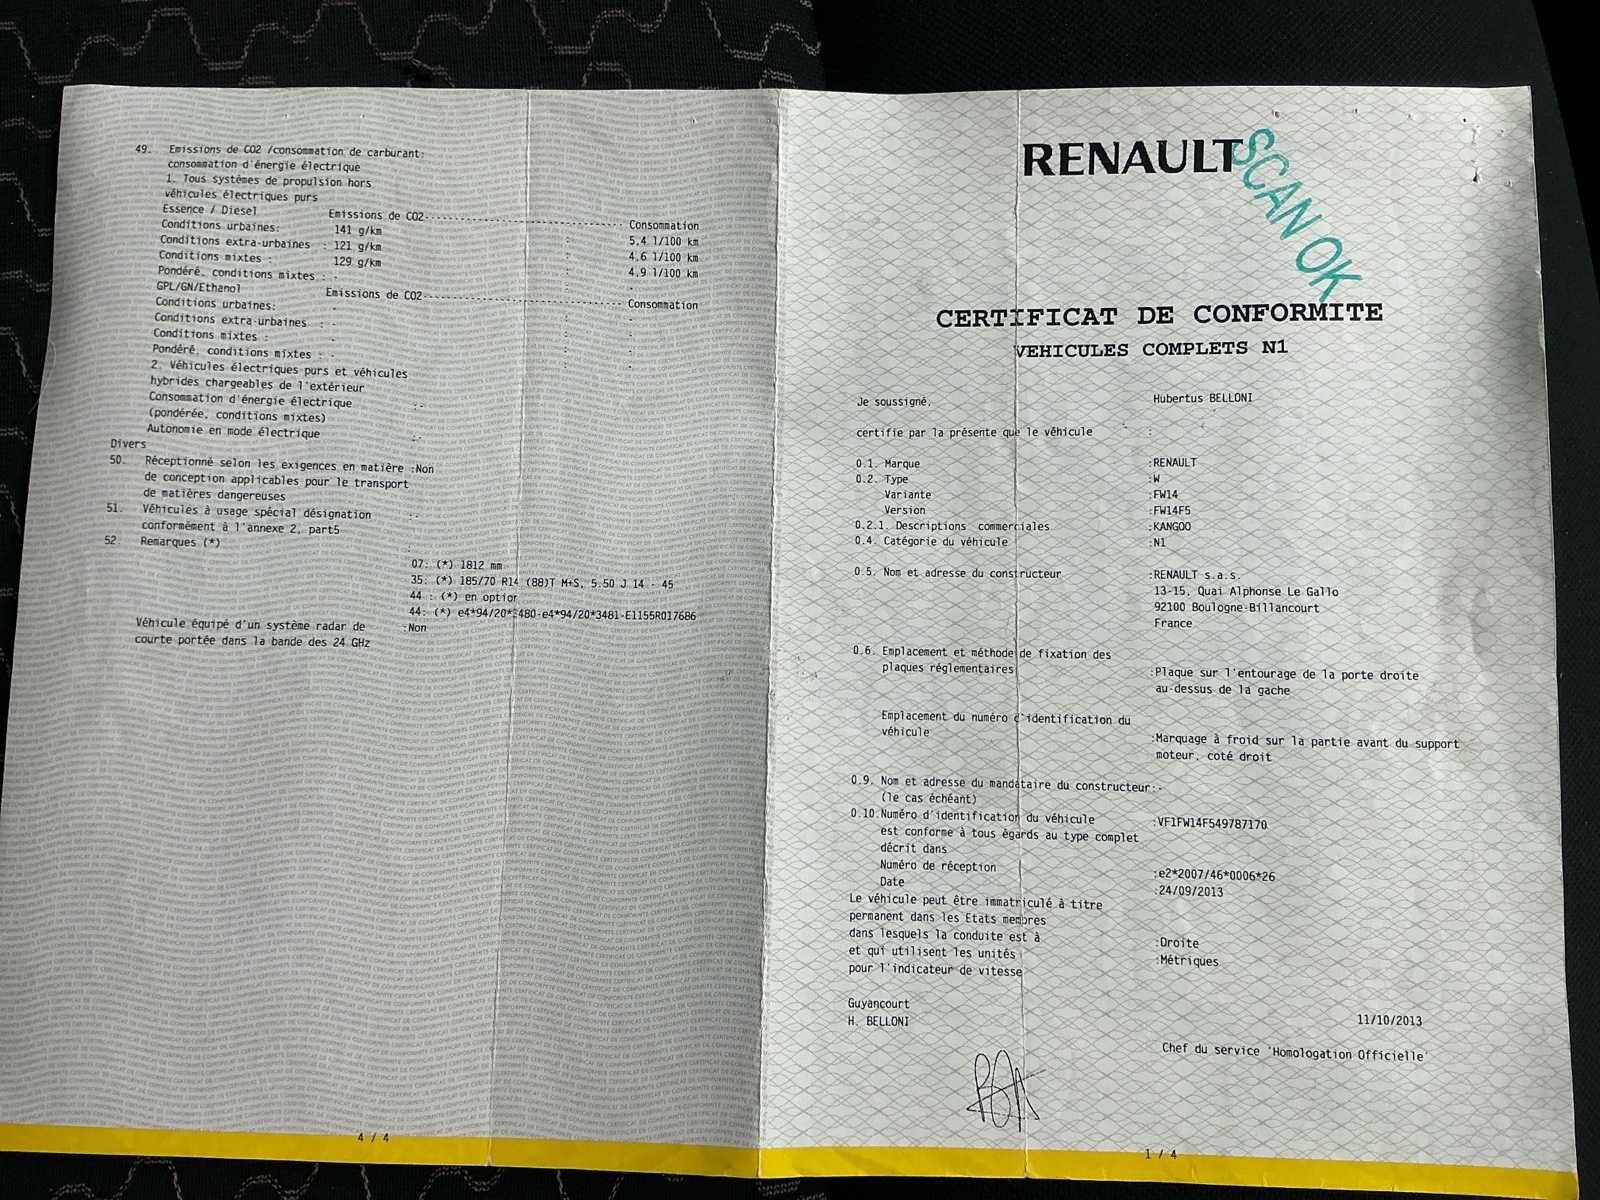 49. Emissions de CO2 /consommation de carburant:
consommation d'énergie électrique
1. Tous systèmes de propulsion hors
véhicules électriques purs
Essence / Diesel Emissions de CO2 Consommation
Conditions urbaines: 141 g/km : 5.4 l/100 km
Conditions extra-urbaines : 121 g/km : 4.6 l/100 km
Conditions mixtes : 129 g/km : 4.9 l/100 km
Pondéré, conditions mixtes : - : -
GPL/GN/Ethanol Emissions de CO2 Consommation
Conditions urbaines: - : -
Conditions extra-urbaines : - : -
Conditions mixtes : - : -
Pondéré, conditions mixtes : - : -
2. Véhicules électriques purs et véhicules
hybrides chargeables de l'extérieur
Consommation d'énergie électrique :-
(pondérée, conditions mixtes)
Autonomie en mode électrique :-
Divers
50. Réceptionné selon les exigences en matière :Non
de conception applicables pour le transport
de matières dangereuses
51. Véhicules à usage spécial désignation :-
conformément à l'annexe 2, part5
52 Remarques (*) :
07: (*) 1812 mm
35: (*) 185/70 R14 (88)T M+S, 5.50 J 14 - 45
44 : (*) en option
44: (*) e4*94/20*3480-e4*94/20*3481-E1155R017686
Véhicule équipé d'un système radar de :Non
courte portée dans la bande des 24 GHz
4 / 4
RENAULT
SCAN OK
CERTIFICAT DE CONFORMITE
VEHICULES COMPLETS N1
Je soussigné, Hubertus BELLONI
certifie par la présente que le véhicule :
0.1. Marque :RENAULT
0.2. Type :W
Variante :FW14
Version :FW14F5
0.2.1. Descriptions commerciales :KANGOO
0.4. Catégorie du véhicule :N1
0.5. Nom et adresse du constructeur :RENAULT s.a.s.
13-15, Quai Alphonse Le Gallo
92100 Boulogne-Billancourt
France
0.6. Emplacement et méthode de fixation des
plaques réglementaires :Plaque sur l'entourage de la porte droite
au-dessus de la gache
Emplacement du numéro d'identification du
véhicule :Marquage à froid sur la partie avant du support
moteur, coté droit
0.9. Nom et adresse du mandataire du constructeur:-
(le cas échéant)
0.10.Numéro d'identification du véhicule :VF1FW14F549787170
est conforme à tous égards au type complet
décrit dans
Numéro de réception :e2*2007/46*0006*26
Date :24/09/2013
Le véhicule peut être immatriculé à titre
permanent dans les Etats membres
dans lesquels la conduite est à :Droite
et qui utilisent les unités :Métriques
pour l'indicateur de vitesse
Guyancourt
H. BELLONI 11/10/2013
Chef du service 'Homologation Officielle'
1 / 4